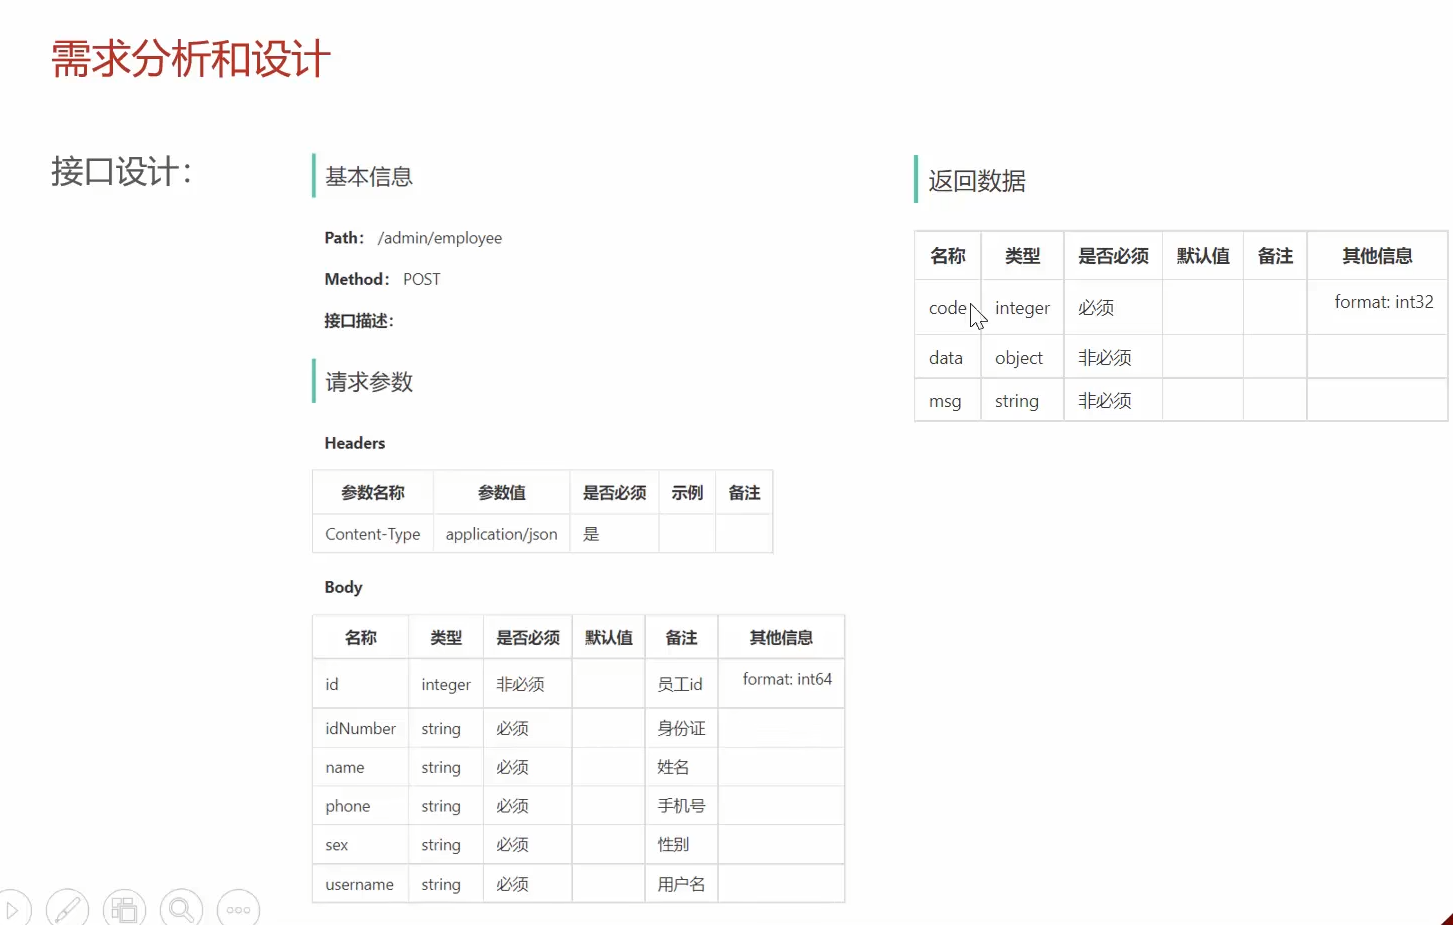 需求分析和设计
接口设计：
基本信息
Path： /admin/employee
Method： POST
接口描述：
请求参数
Headers
参数名称 参数值 是否必须 示例 备注
Content-Type application/json 是
Body
名称 类型 是否必须 默认值 备注 其他信息
id integer 非必须 员工id format: int64
idNumber string 必须 身份证
name string 必须 姓名
phone string 必须 手机号
sex string 必须 性别
username string 必须 用户名
返回数据
名称 类型 是否必须 默认值 备注 其他信息
code integer 必须 format: int32
data object 非必须
msg string 非必须